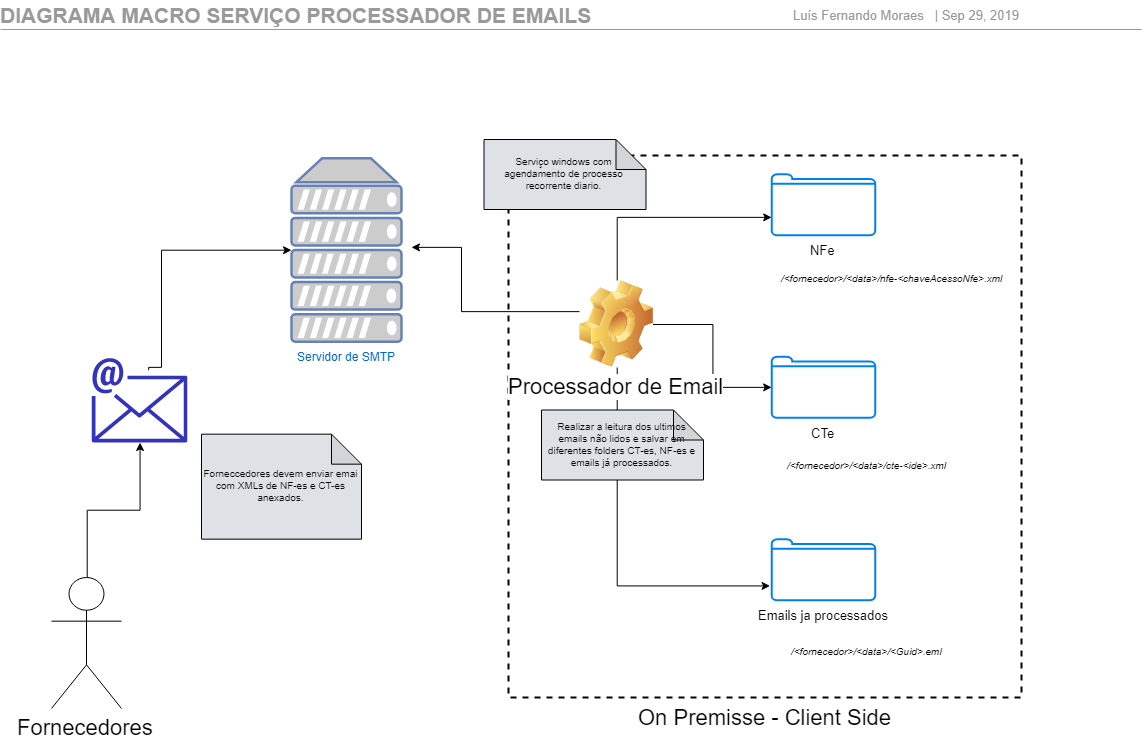 DIAGRAMA MACRO SERVIÇO PROCESSADOR DE EMAILS
Luís Fernando Moraes | Sep 29, 2019
Serviço windows com
agendamento de processo
recorrente diario.
NFe
/<fornecedor>/<data>/nfe-<chaveAcessoNfe>.xml
Servidor de SMTP
@
Processador de Email
CTe
/<fornecedor>/<data>/cte-<ide>.xml
Realizar a leitura dos ultimos
emails não lidos e salvar em
diferentes folders CT-es, NF-es e
emails já processados.
Forneccedores devem enviar emai
com XMLs de NF-es e CT-es
anexados.
Emails ja processados
/<fornecedor>/<data>/<Guid>.eml
Fornecedores
On Premisse - Client Side